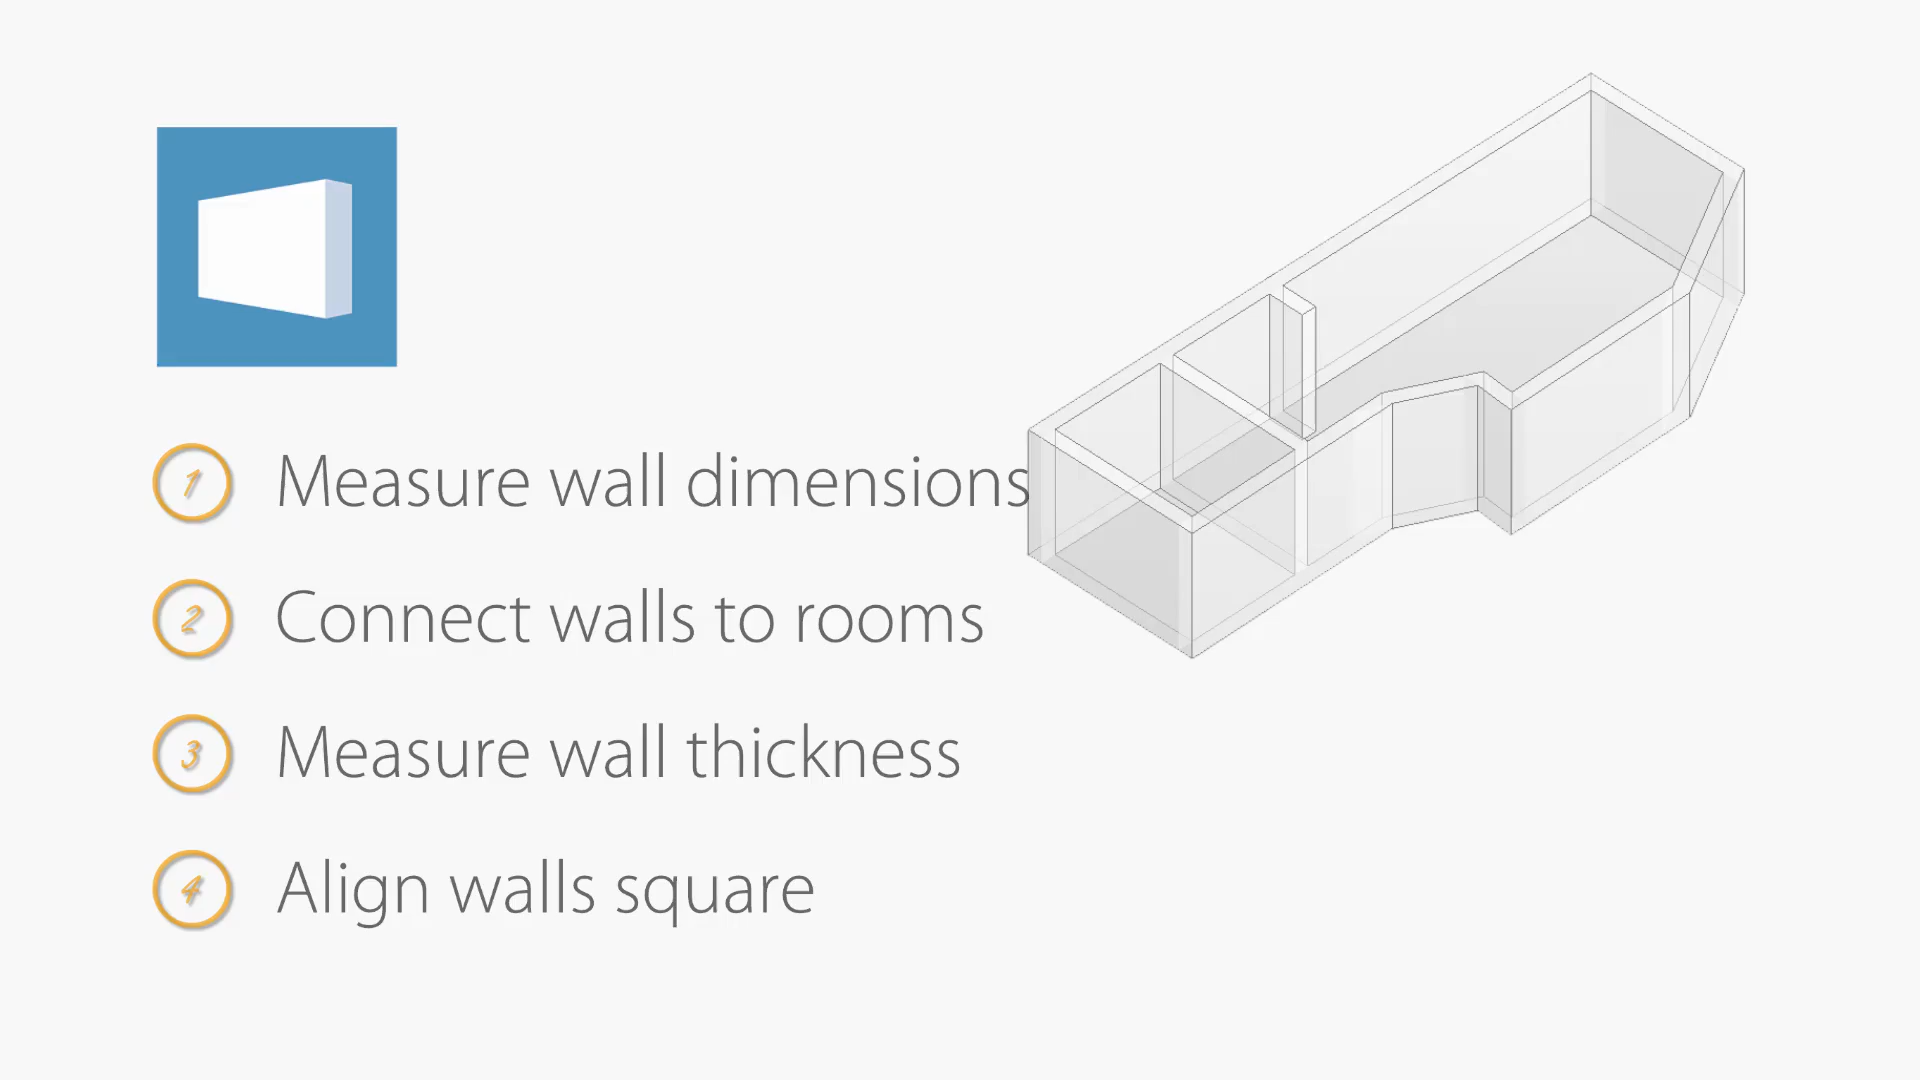 1 Measure wall dimensions
2 Connect walls to rooms
3 Measure wall thickness
4 Align walls square